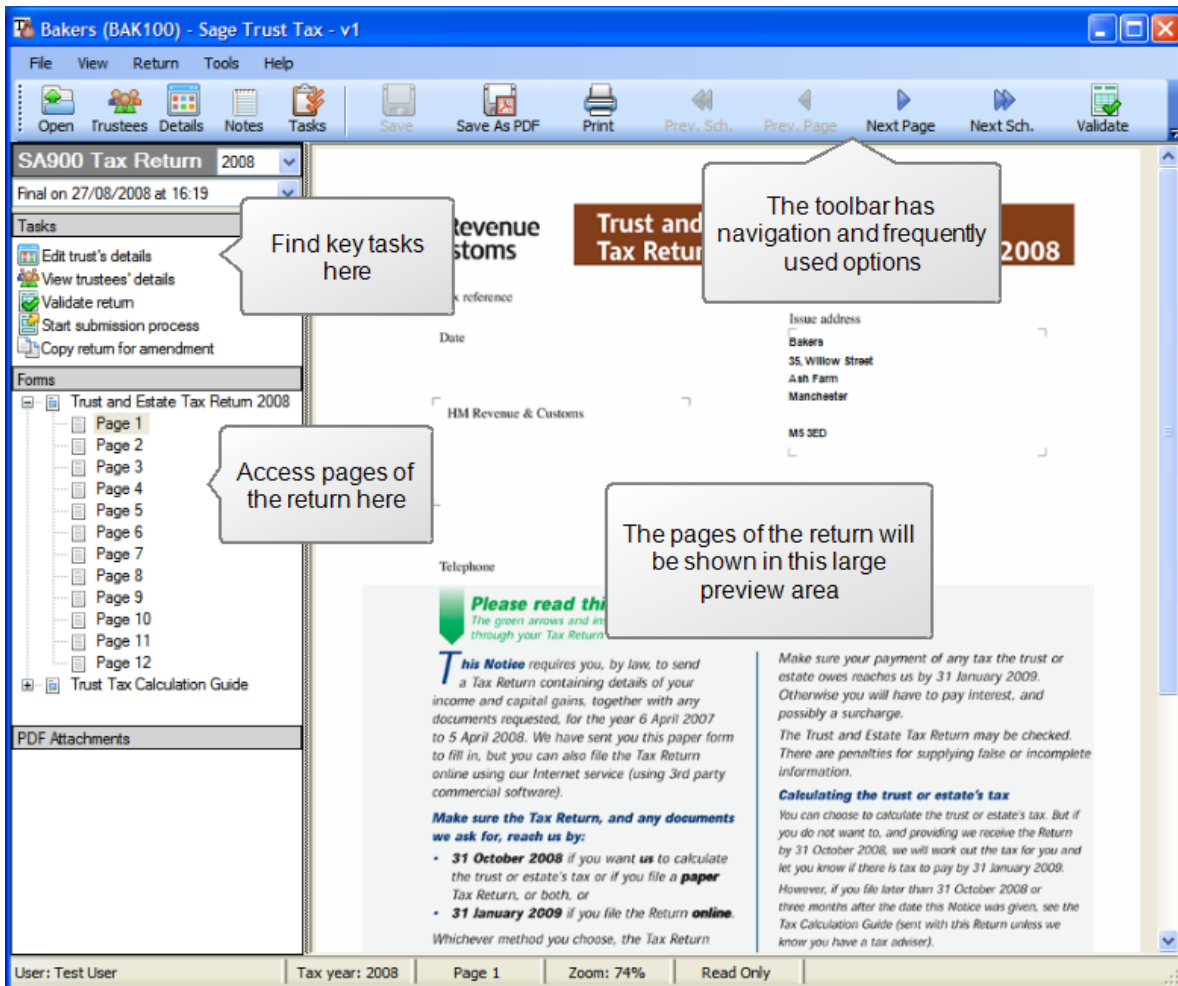 Bakers (BAK100) - Sage Trust Tax - v1
File View Return Tools Help
Open Trustees Details Notes Tasks Save Save As PDF Print Prev. Sch. Prev. Page Next Page Next Sch. Validate
SA900 Tax Return 2008
Final on 27/08/2008 at 16:19
Tasks
Edit trust's details
View trustees' details
Validate return
Start submission process
Copy return for amendment
Forms
Trust and Estate Tax Return 2008
Page 1
Page 2
Page 3
Page 4
Page 5
Page 6
Page 7
Page 8
Page 9
Page 10
Page 11
Page 12
Trust Tax Calculation Guide
PDF Attachments
Find key tasks
here
Access pages of
the return here
The toolbar has
navigation and frequently
used options
The pages of the return will
be shown in this large
preview area
Trust and
Tax 2008
reference
Date
Issue address
Bakers
35, Willow Street
Ash Farm
Manchester
M5 3ED
HM Revenue & Customs
Telephone
Please read
The green arrows and
through your Tax Return
This Notice requires you, by law, to send
a Tax Return containing details of your
income and capital gains, together with any
documents requested, for the year 6 April 2007
to 5 April 2008. We have sent you this paper form
to fill in, but you can also file the Tax Return
online using our Internet service (using 3rd party
commercial software).
Make sure the Tax Return, and any documents
we ask for, reach us by:
• 31 October 2008 if you want us to calculate
the trust or estate's tax or if you file a paper
Tax Return, or both, or
• 31 January 2009 if you file the Return online.
Whichever method you choose, the Tax Return
Make sure your payment of any tax the trust or
estate owes reaches us by 31
January 2009.
Otherwise you will have to pay interest, and
possibly a surcharge.
The Trust and Estate Tax Return may be checked.
There are penalties for supplying false or incomplete
information.
Calculating the trust or estate's tax
You can choose to calculate the trust or estate's tax. But if
you do not want to, and providing we receive the Return
by 31 October 2008, we will work out the tax for you and
let you know if there is tax to pay by 31 January 2009.
However, if you file later than 31 October 2008 or
three months after the date this Notice was given, see the
Tax Calculation Guide (sent with this Return unless we
know you have a tax adviser).
User: Test User Tax year: 2008 Page 1 Zoom: 74% Read Only